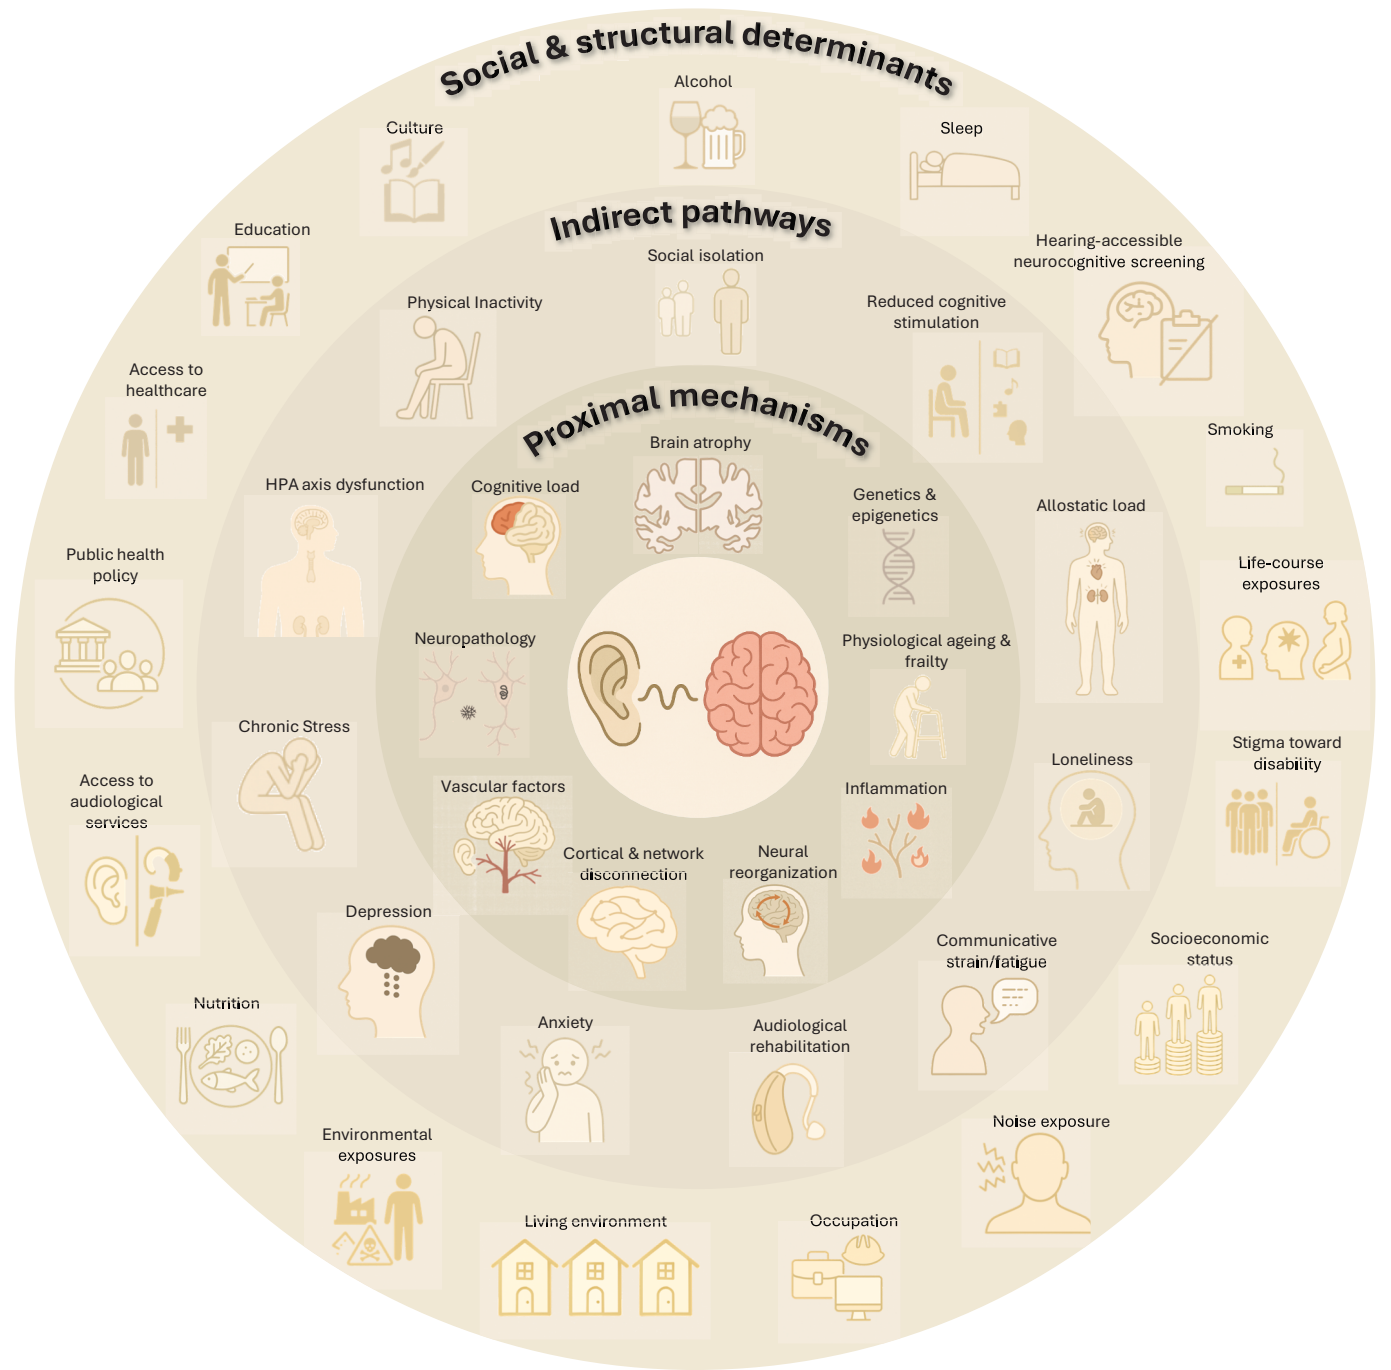 Social & structural determinants
Alcohol
Culture
Sleep
Education
Hearing-accessible
neurocognitive screening
Access to
healthcare
Smoking
Public health
policy
Life-course
exposures
Access to
audiological
services
Stigma toward
disability
Nutrition
Socioeconomic
status
Environmental
exposures
Noise exposure
Living environment
Occupation
Indirect pathways
Social isolation
Physical Inactivity
Reduced cognitive
stimulation
HPA axis dysfunction
Allostatic load
Chronic Stress
Loneliness
Depression
Communicative
strain/fatigue
Anxiety
Audiological
rehabilitation
Proximal mechanisms
Brain atrophy
Cognitive load
Genetics &
epigenetics
Neuropathology
Physiological ageing &
frailty
Vascular factors
Inflammation
Cortical & network
disconnection
Neural
reorganization